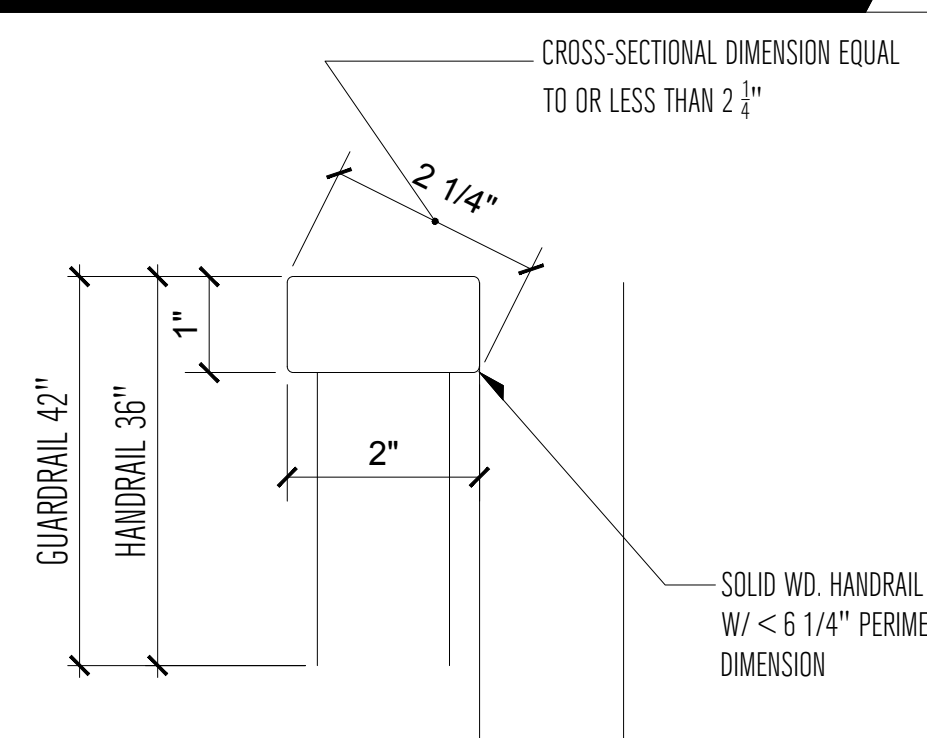 CROSS-SECTIONAL DIMENSION EQUAL
TO OR LESS THAN 2 1/4"
2 1/4"
1"
2"
GUARDRAIL 42"
HANDRAIL 36"
SOLID WD. HANDRAIL
W/ < 6 1/4" PERIME
DIMENSION